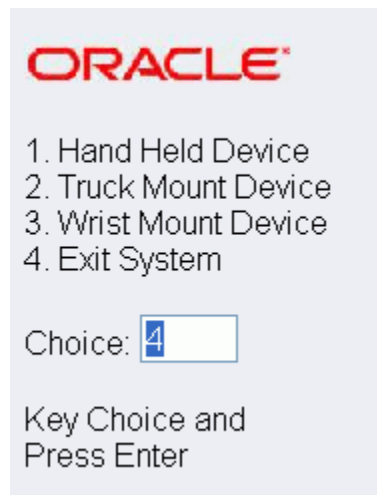 ORACLE
1. Hand Held Device
2. Truck Mount Device
3. Wrist Mount Device
4. Exit System
Choice: 4
Key Choice and
Press Enter